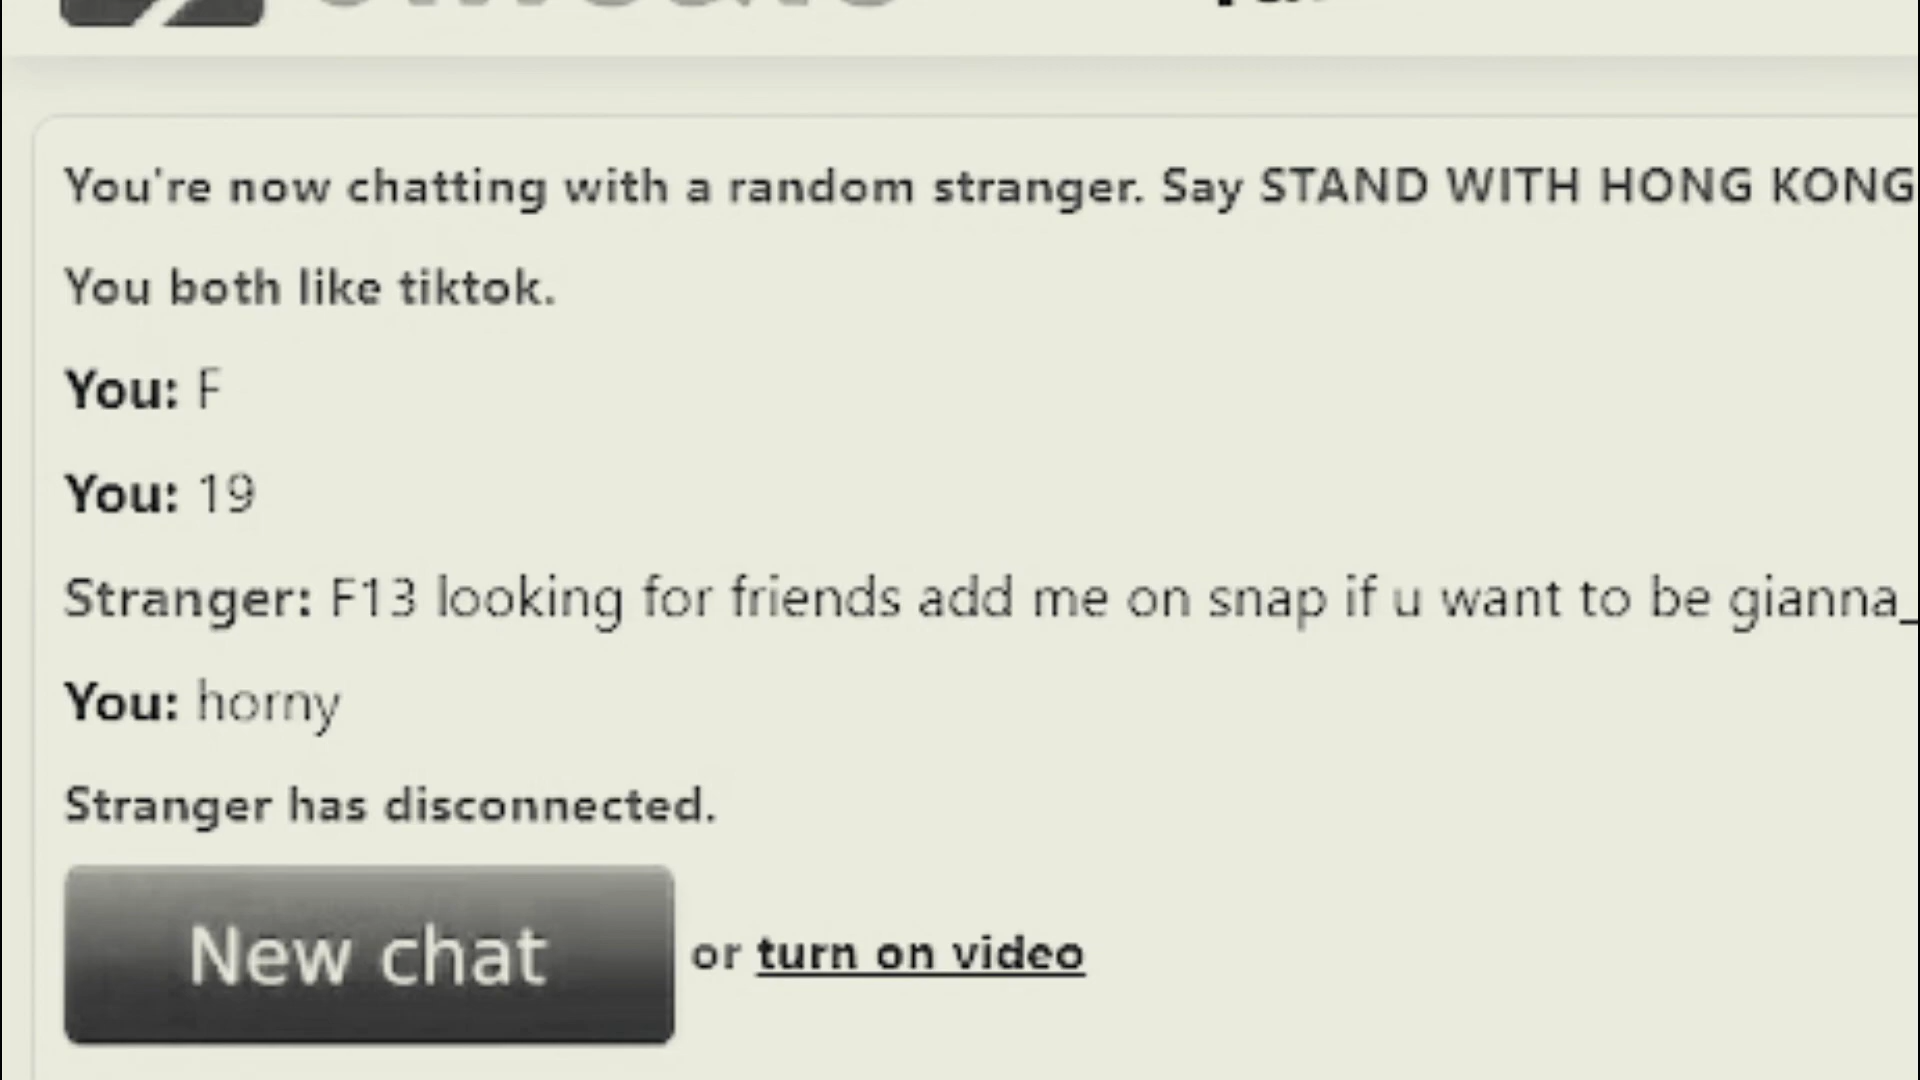 You're now chatting with a random stranger. Say STAND WITH HONG KONG
You both like tiktok.
You: F
You: 19
Stranger: F13 looking for friends add me on snap if u want to be gianna_
You: horny
Stranger has disconnected.
New chat or turn on video